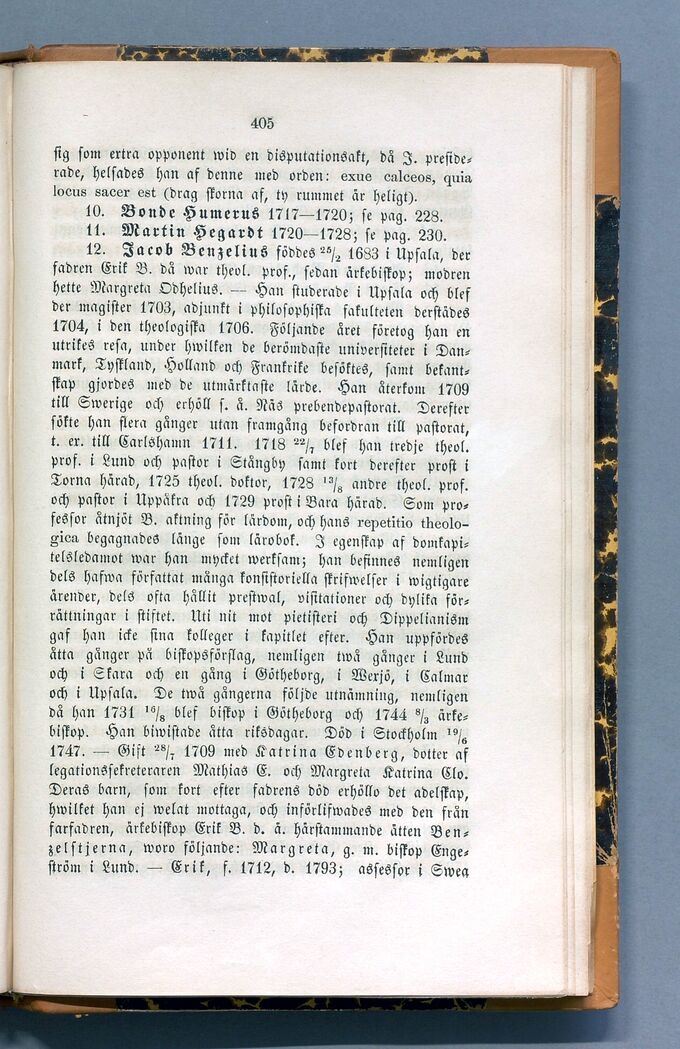 405
sig som extra opponent wid en disputationsakt, då J. preside-
rade, helsades han af denne med orden: exue calceos, quia
locus sacer est (drag skorna af, ty rummet är heligt).
10. Bonde Humerus 1717—1720; se pag. 228.
11. Martin Hegardt 1720—1728; se pag. 230.
12. Jacob Benzelius föddes 25/2 1683 i Upsala, der
fadren Erik B. då war theol. prof., sedan ärkebiskop; modren
hette Margreta Odhelius. — Han studerade i Upsala och blef
der magister 1703, adjunkt i philosophiska fakulteten derstädes
1704, i den theologiska 1706. Följande året företog han en
utrikes resa, under hwilken de berömdaste universiteter i Dan-
mark, Tyskland, Holland och Frankrike besöktes, samt bekant-
skap gjordes med de utmärktaste lärde. Han återkom 1709
till Swerige och erhöll s. å. Näs prebendepastorat. Derefter
sökte han flera gånger utan framgång befordran till pastorat,
t. ex. till Carlshamn 1711. 1718 22/7 blef han tredje theol.
prof. i Lund och pastor i Stångby samt kort derefter prost i
Torna härad, 1725 theol. doktor, 1728 13/8 andre theol. prof.
och pastor i Uppåkra och 1729 prost i Bara härad. Som pro-
fessor åtnjöt B. aktning för lärdom, och hans repetitio theolo-
gica begagnades länge som lärobok. I egenskap af domkapi-
telsledamot war han mycket werksam; han befinnes nemligen
dels hafwa författat många konsistoriella skrifwelser i wigtigare
ärender, dels ofta hållit prestwal, visitationer och dylika för-
rättningar i stiftet. Uti nit mot pietisteri och Dippelianism
gaf han icke sina kolleger i kapitlet efter. Han uppfördes
åtta gånger på biskopsförslag, nemligen twå gånger i Lund
och i Skara och en gång i Götheborg, i Wexjö, i Calmar
och i Upsala. De twå gångerna följde utnämning, nemligen
då han 1731 16/8 blef biskop i Götheborg och 1744 8/3 ärke-
biskop. Han biwistade åtta riksdagar. Död i Stockholm 19/6
1747. — Gift 28/7 1709 med Katrina Edenberg, dotter af
legationssekreteraren Mathias E. och Margreta Katrina Clo.
Deras barn, som kort efter fadrens död erhöllo det adelskap,
hwilket han ej welat mottaga, och införlifwades med den från
farfadren, ärkebiskop Erik B. d. ä. härstammande ätten Ben-
zelstjerna, woro följande: Margreta, g. m. biskop Enge-
ström i Lund. — Erik, f. 1712, d. 1793; assessor i Swea